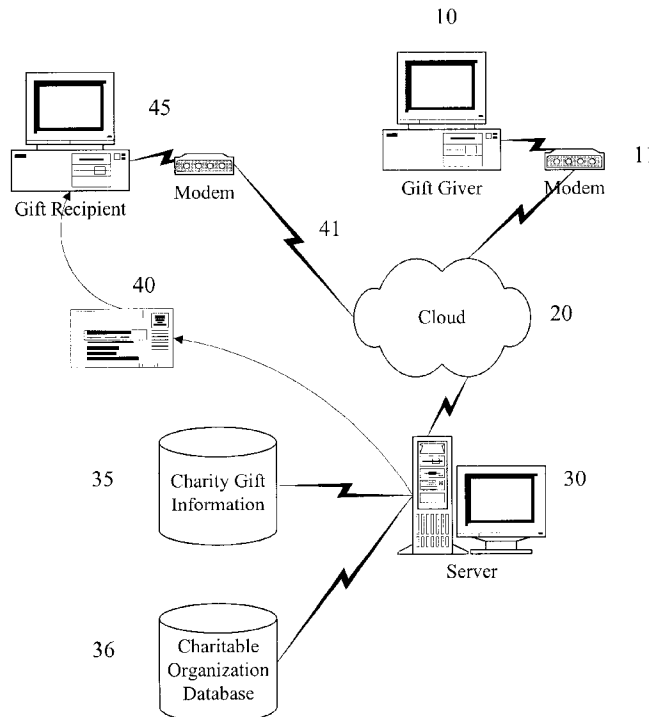 10
45
11
Modem
Gift Recipient
Gift Giver
Modem
41
40
Cloud
20
35
Charity Gift
Information
30
Server
36
Charitable
Organization
Database